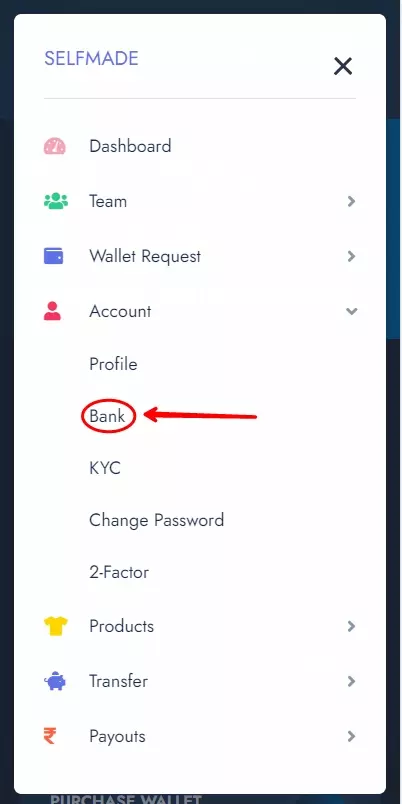 SELFMADE
Dashboard
Team
Wallet Request
Account
Profile
Bank
KYC
Change Password
2-Factor
Products
Transfer
Payouts
PURCHASE WALLET